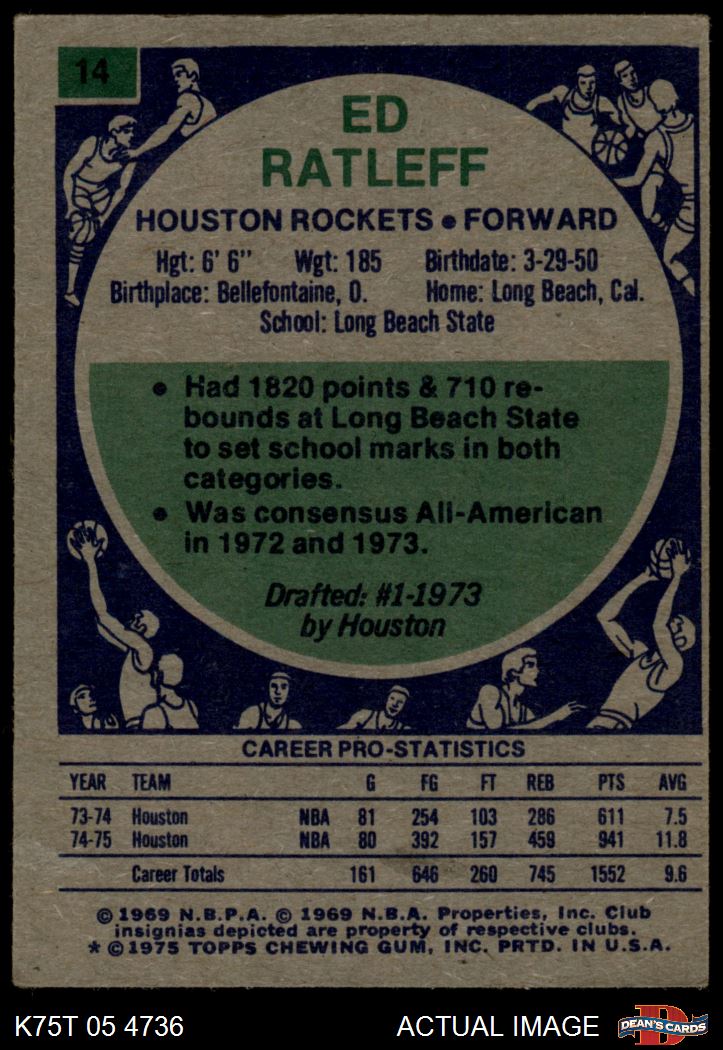 14
ED
RATLEFF
HOUSTON ROCKETS • FORWARD
Hgt: 6' 6" Wgt: 185 Birthdate: 3-29-50
Birthplace: Bellefontaine, O. Home: Long Beach, Cal.
School: Long Beach State
• Had 1820 points & 710 re-
bounds at Long Beach State
to set school marks in both
categories.
• Was consensus All-American
in 1972 and 1973.
Drafted: #1-1973
by Houston
CAREER PRO-STATISTICS
YEAR TEAM G FG FT REB PTS AVG
73-74 Houston NBA 81 254 103 286 611 7.5
74-75 Houston NBA 80 392 157 459 941 11.8
Career Totals 161 646 260 745 1552 9.6
© 1969 N.B.P.A. © 1969 N.B.A. Properties, Inc. Club
insignias depicted are property of respective clubs.
* © 1975 TOPPS CHEWING GUM, INC. PRTD. IN U.S.A.
K75T 05 4736 ACTUAL IMAGE D DEAN'S CARDS